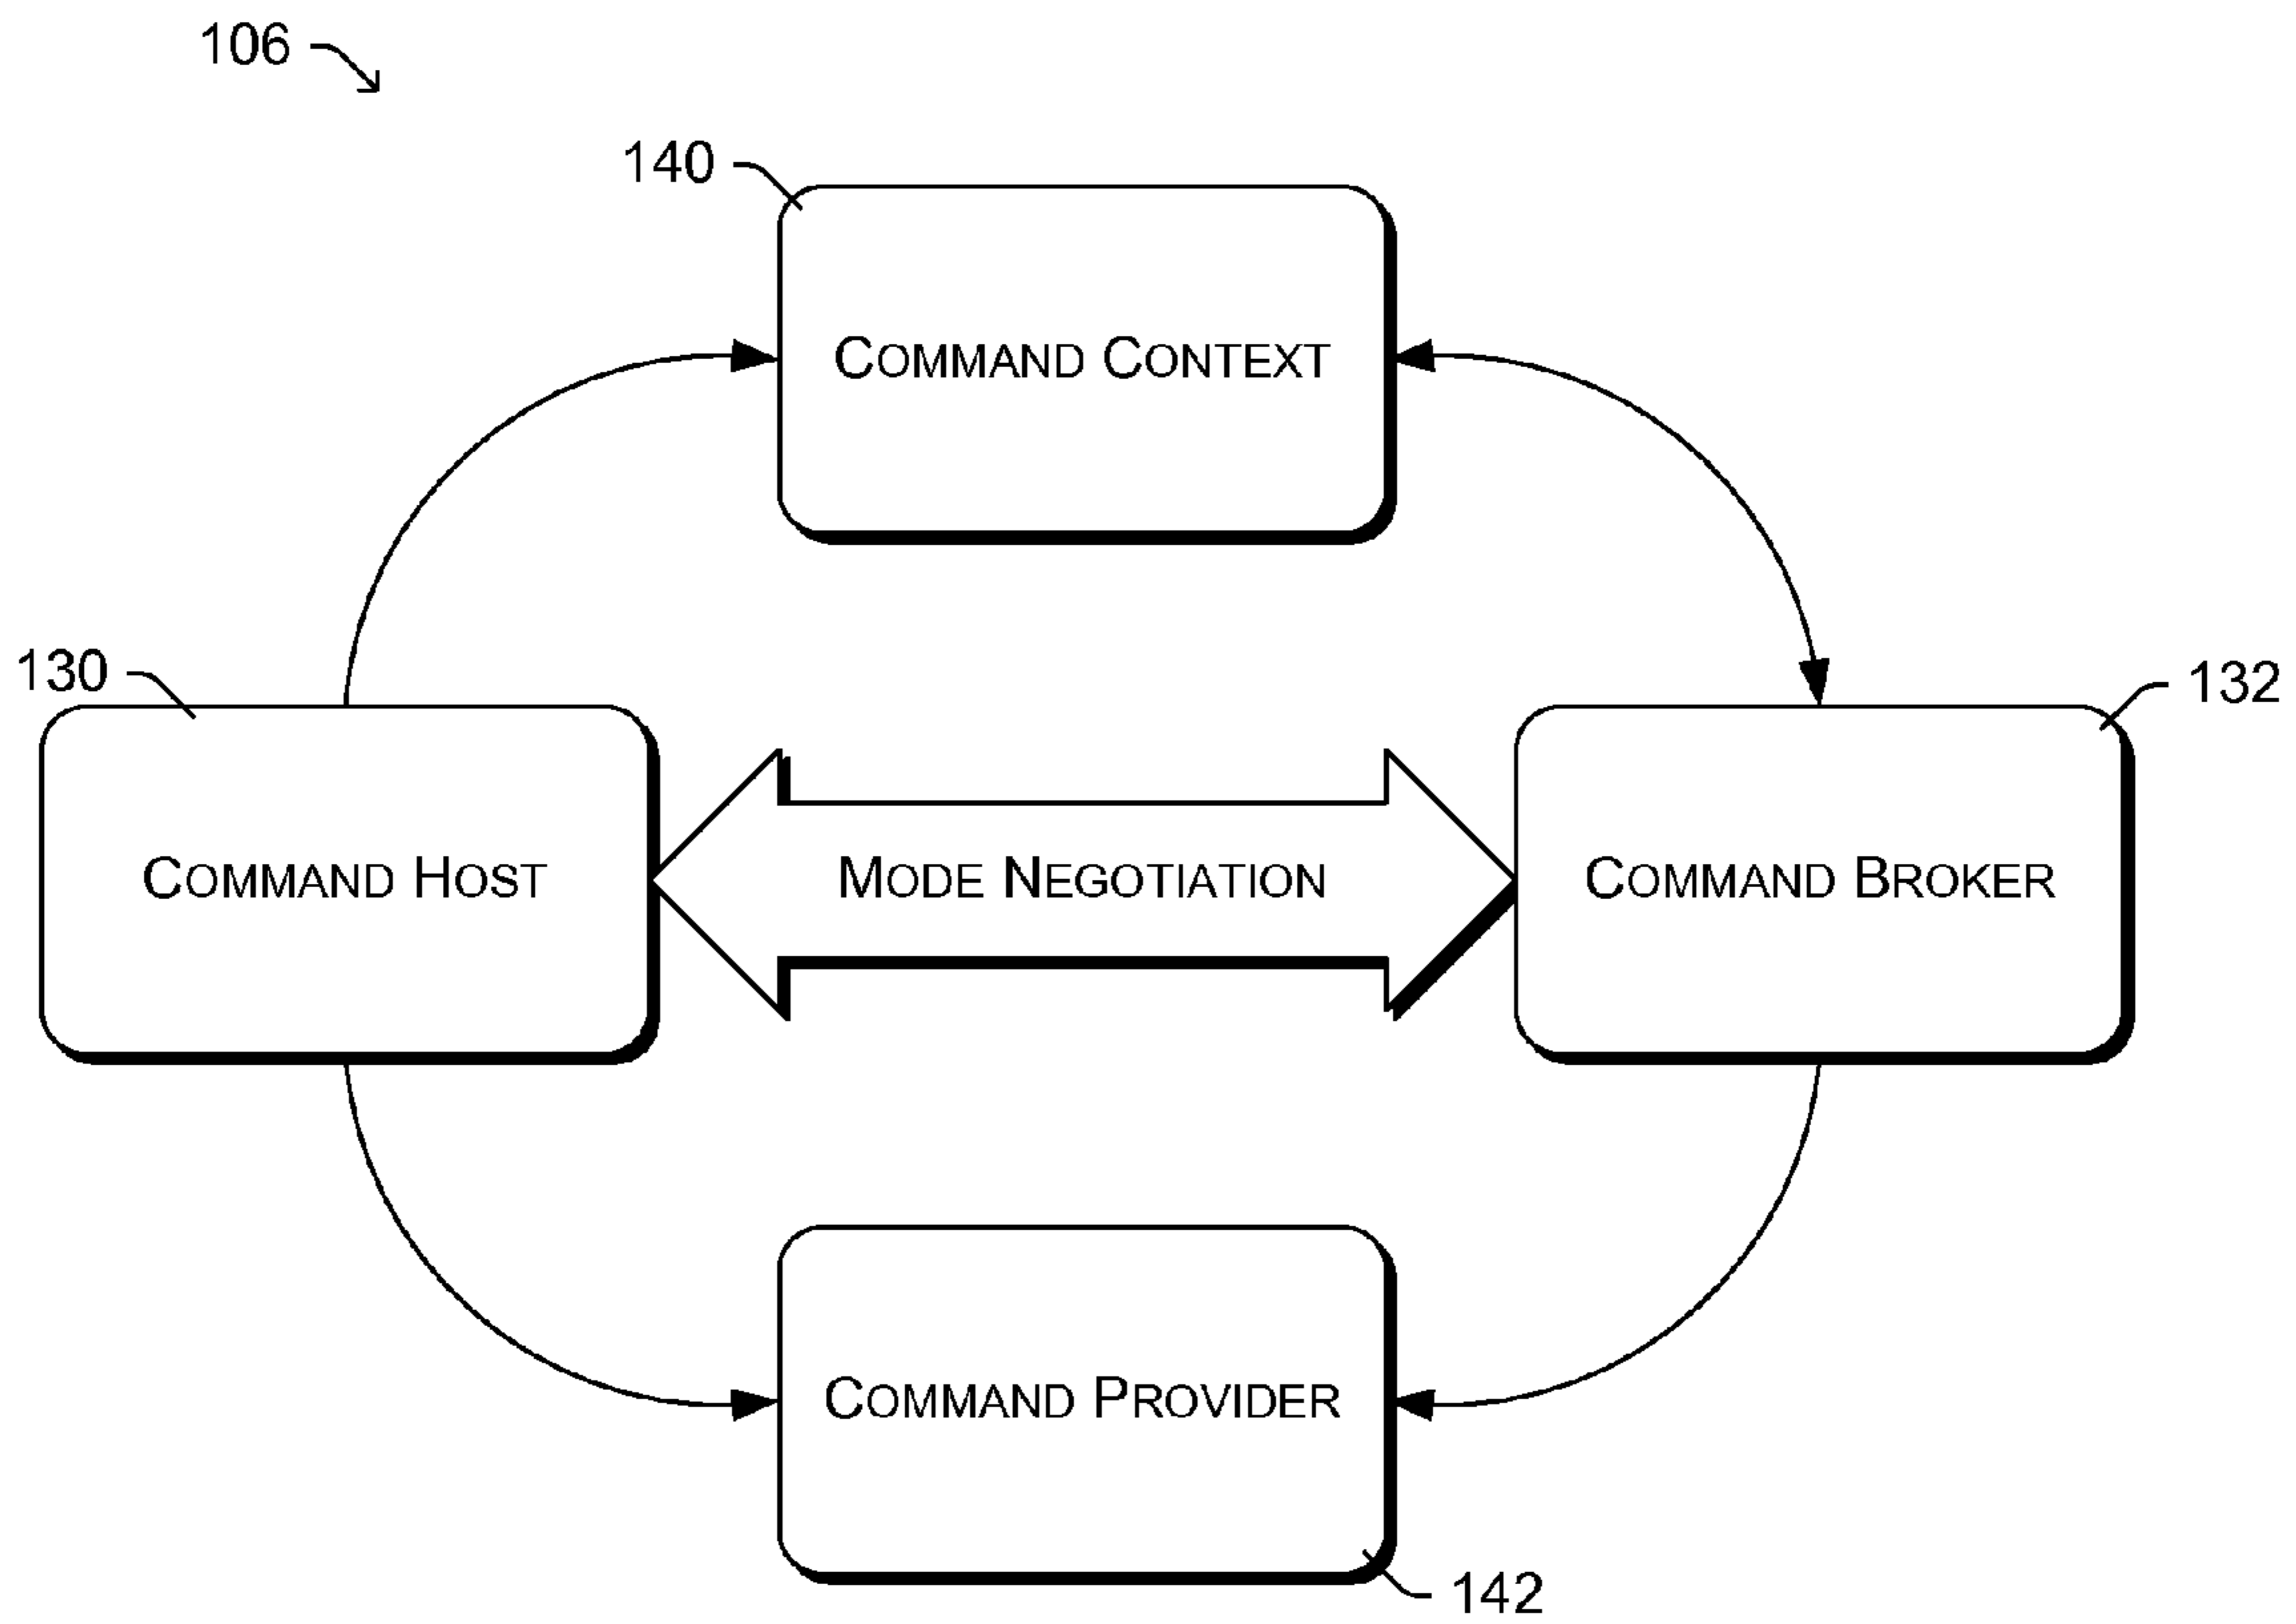 106
140
COMMAND CONTEXT
130
132
COMMAND HOST
MODE NEGOTIATION
COMMAND BROKER
COMMAND PROVIDER
142